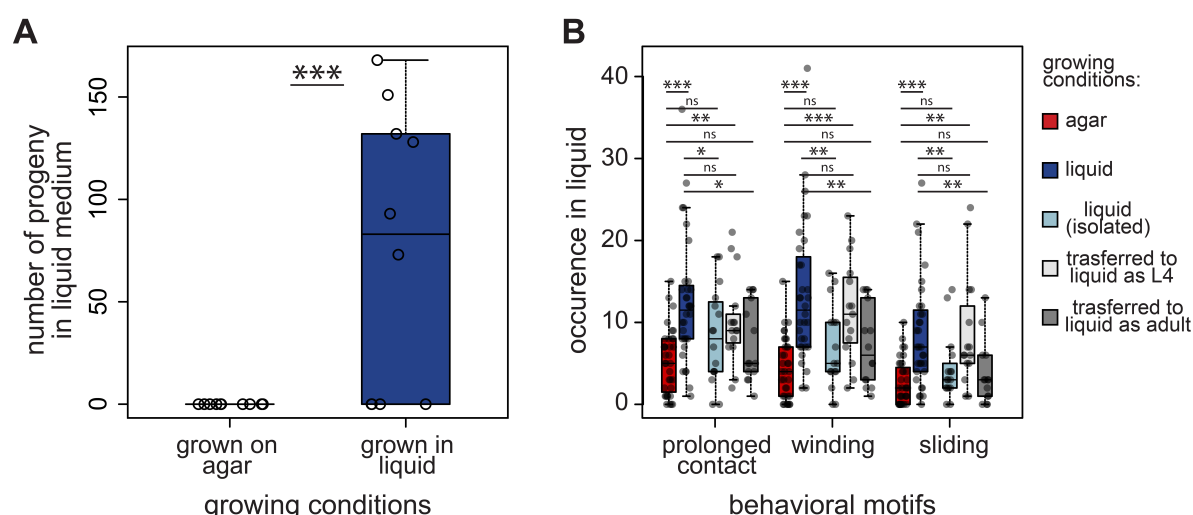 A
number of progeny
in liquid medium
0
50
100
150
***
grown on
agar
grown in
liquid
growing conditions
B
occurence in liquid
0
10
20
30
40
***
ns
**
ns
*
ns
*
***
ns
***
ns
**
ns
**
***
ns
**
ns
**
ns
**
prolonged
contact
winding
sliding
behavioral motifs
growing
conditions:
agar
liquid
liquid
(isolated)
trasferred to
liquid as L4
trasferred to
liquid as adult